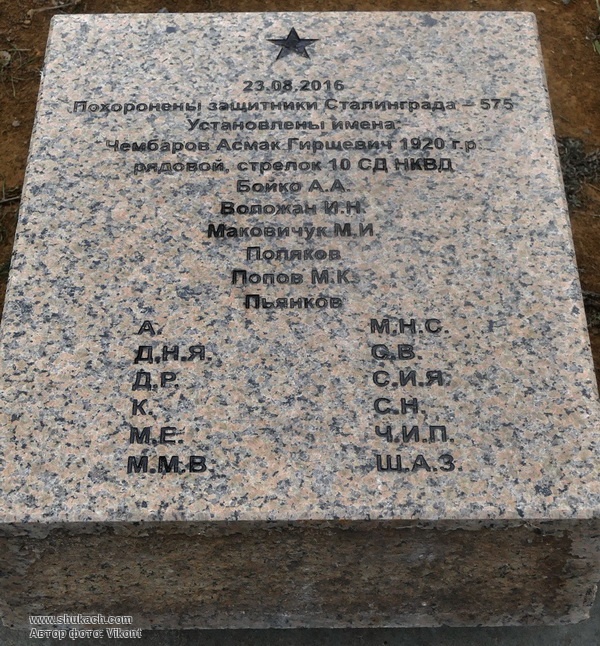 23.08.2016
Похоронены защитники Сталинграда – 575
Установлены имена:
Чембаров Асмак Гирщевич 1920 г.р.
рядовой, стрелок 10 СД НКВД
Бойко А.А.
Воложан И.Н.
Маковичук М.И.
Поляков
Попов М.К.
Пьянков
А. М.Н.С.
Д.Н.Я. С.В.
Д.Р. С.И.Я.
К. С.Н.
М.Е. Ч.И.П.
М.М.В. Щ.А.З.
www.shukach.com
Автор фото: Vikont